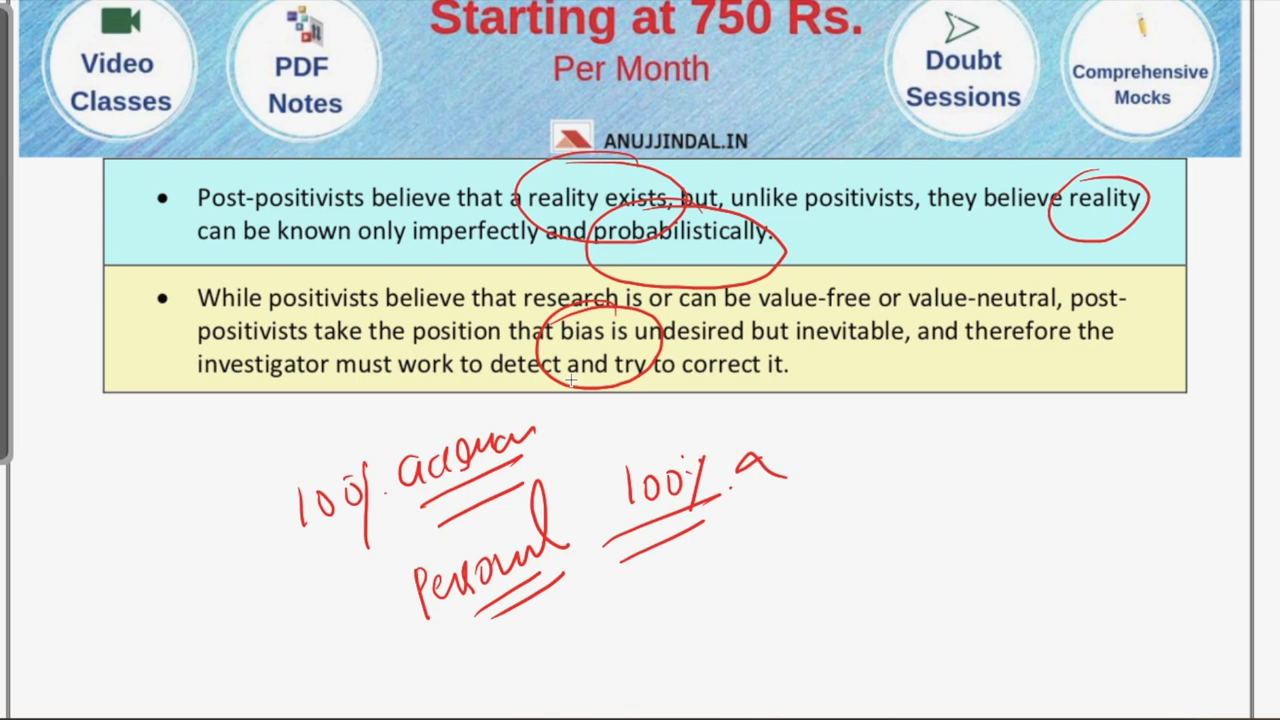 Starting at 750 Rs.
Per Month
Video
Classes
PDF
Notes
Doubt
Sessions
Comprehensive
Mocks
ANUJJINDAL.IN
• Post-positivists believe that a reality exists, but, unlike positivists, they believe reality
can be known only imperfectly and probabilistically.
• While positivists believe that research is or can be value-free or value-neutral, post-
positivists take the position that bias is undesired but inevitable, and therefore the
investigator must work to detect and try to correct it.
100%
100% a
Personal